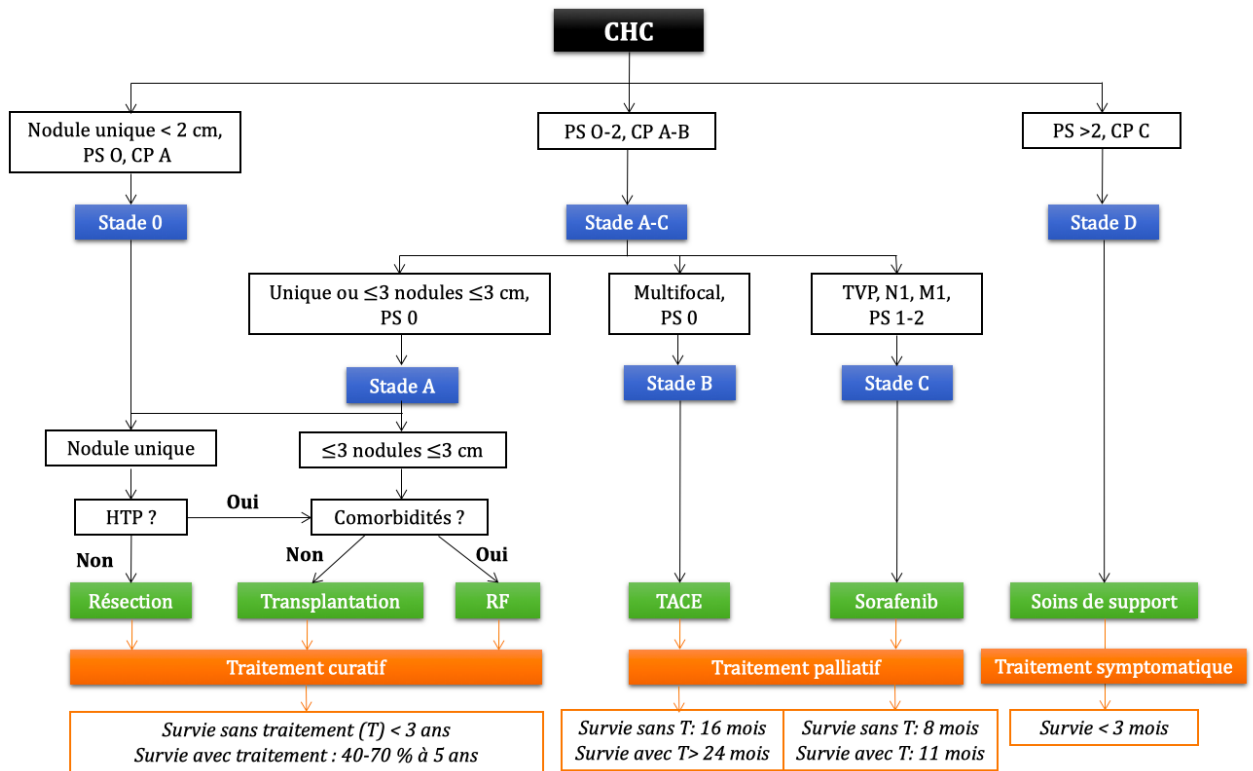 CHC
Nodule unique < 2 cm,
PS O, CP A
PS O-2, CP A-B
PS >2, CP C
Stade 0
Stade A-C
Stade D
Unique ou ≤3 nodules ≤3 cm,
PS 0
Multifocal,
PS 0
TVP, N1, M1,
PS 1-2
Stade A
Stade B
Stade C
Nodule unique
≤3 nodules ≤3 cm
HTP ?
Oui
Comorbidités ?
Non
Non
Oui
Résection
Transplantation
RF
TACE
Sorafenib
Soins de support
Traitement curatif
Traitement palliatif
Traitement symptomatique
Survie sans traitement (T) < 3 ans
Survie avec traitement : 40-70 % à 5 ans
Survie sans T: 16 mois
Survie avec T> 24 mois
Survie sans T: 8 mois
Survie avec T: 11 mois
Survie < 3 mois